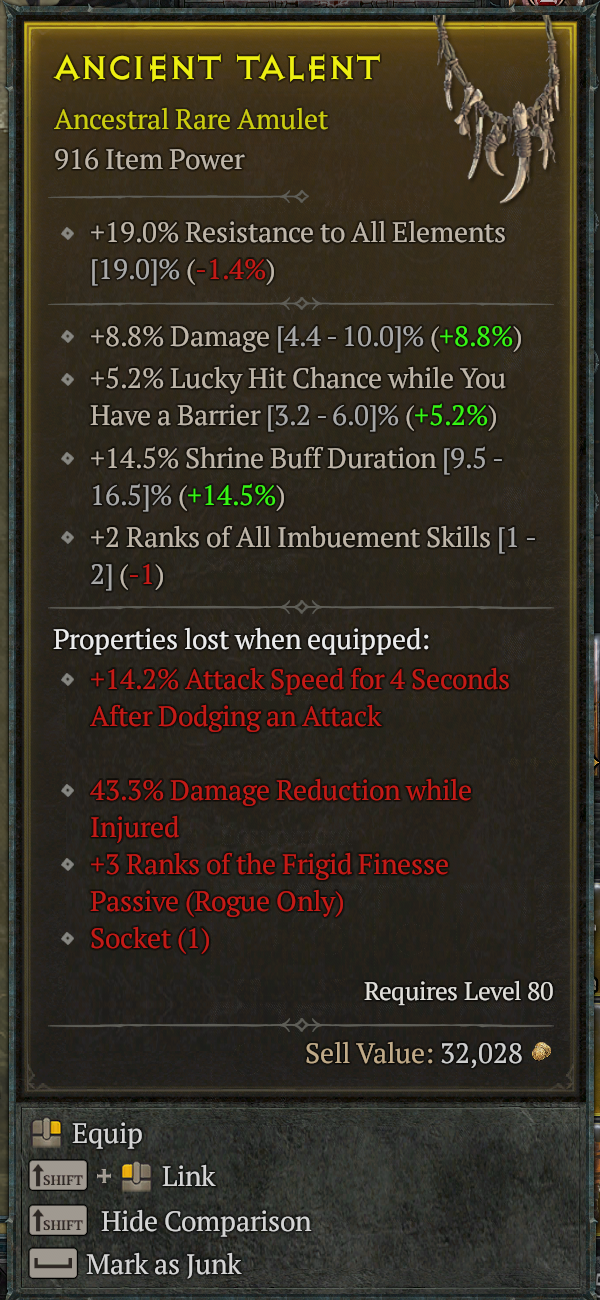 ANCIENT TALENT
Ancestral Rare Amulet
916 Item Power
+19.0% Resistance to All Elements
[19.0]% (-1.4%)
+8.8% Damage [4.4 - 10.0]% (+8.8%)
+5.2% Lucky Hit Chance while You
Have a Barrier [3.2 - 6.0]% (+5.2%)
+14.5% Shrine Buff Duration [9.5 -
16.5]% (+14.5%)
+2 Ranks of All Imbuement Skills [1 -
2] (-1)
Properties lost when equipped:
+14.2% Attack Speed for 4 Seconds
After Dodging an Attack
43.3% Damage Reduction while
Injured
+3 Ranks of the Frigid Finesse
Passive (Rogue Only)
Socket (1)
Requires Level 80
Sell Value: 32,028
Equip
SHIFT + Link
SHIFT Hide Comparison
Mark as Junk